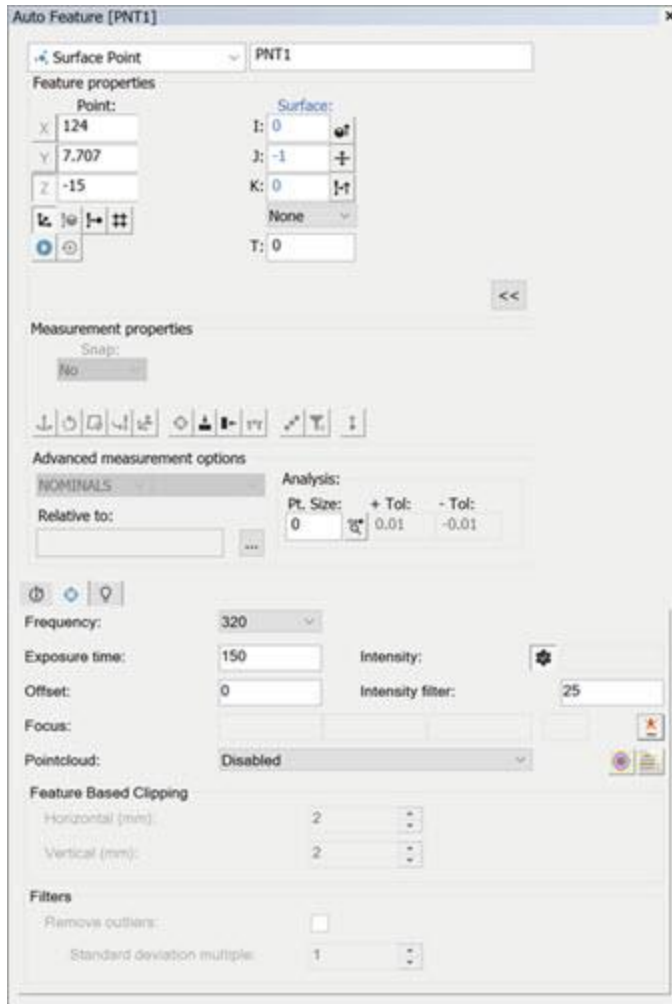 Auto Feature [PNT1]
Surface Point PNT1
Feature properties
Point: Surface:
X 124 I: 0
Y 7.707 J: -1
Z -15 K: 0
None
T: 0
<<
Measurement properties
Snap:
No
Advanced measurement options
NOMINALS Analysis:
Pt. Size: + Tol: - Tol:
Relative to: 0 0.01 -0.01
...
Frequency: 320
Exposure time: 150 Intensity:
Offset: 0 Intensity filter: 25
Focus:
Pointcloud: Disabled
Feature Based Clipping
Horizontal (mm): 2
Vertical (mm): 2
Filters
Remove outliers:
Standard deviation multiple: 1